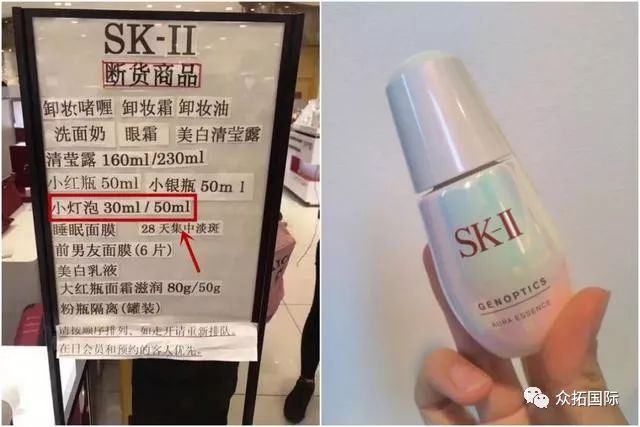 SK-II
断货商品
卸妆啫喱 卸妆霜 卸妆油
洗面奶 眼霜 美白清莹露
清莹露 160ml/230ml
小红瓶 50ml 小银瓶 50m l
小灯泡 30ml / 50ml
睡眠面膜 28 天集中淡斑
前男友面膜(6 片)
美白乳液
大红瓶面霜滋润 80g/50g
粉瓶隔离(罐装)
请按顺序排列、如走开请重新排队。
在日会员和预约的客人优先。
SK-II
GENOPTICS
AURA ESSENCE
众拓国际